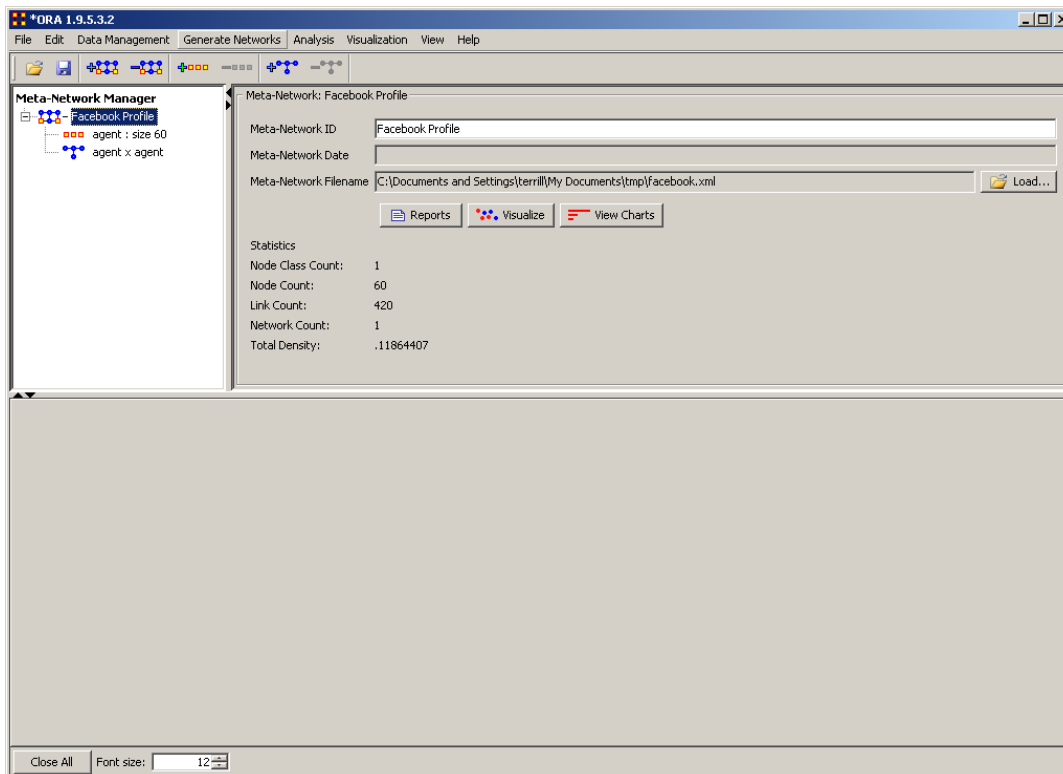 *ORA 1.9.5.3.2
File Edit Data Management Generate Networks Analysis Visualization View Help
Meta-Network Manager
Facebook Profile
agent : size 60
agent x agent
Meta-Network: Facebook Profile
Meta-Network ID Facebook Profile
Meta-Network Date
Meta-Network Filename C:\Documents and Settings\terrill\My Documents\tmp\facebook.xml Load...
Reports Visualize View Charts
Statistics
Node Class Count: 1
Node Count: 60
Link Count: 420
Network Count: 1
Total Density: .11864407
Close All Font size: 12